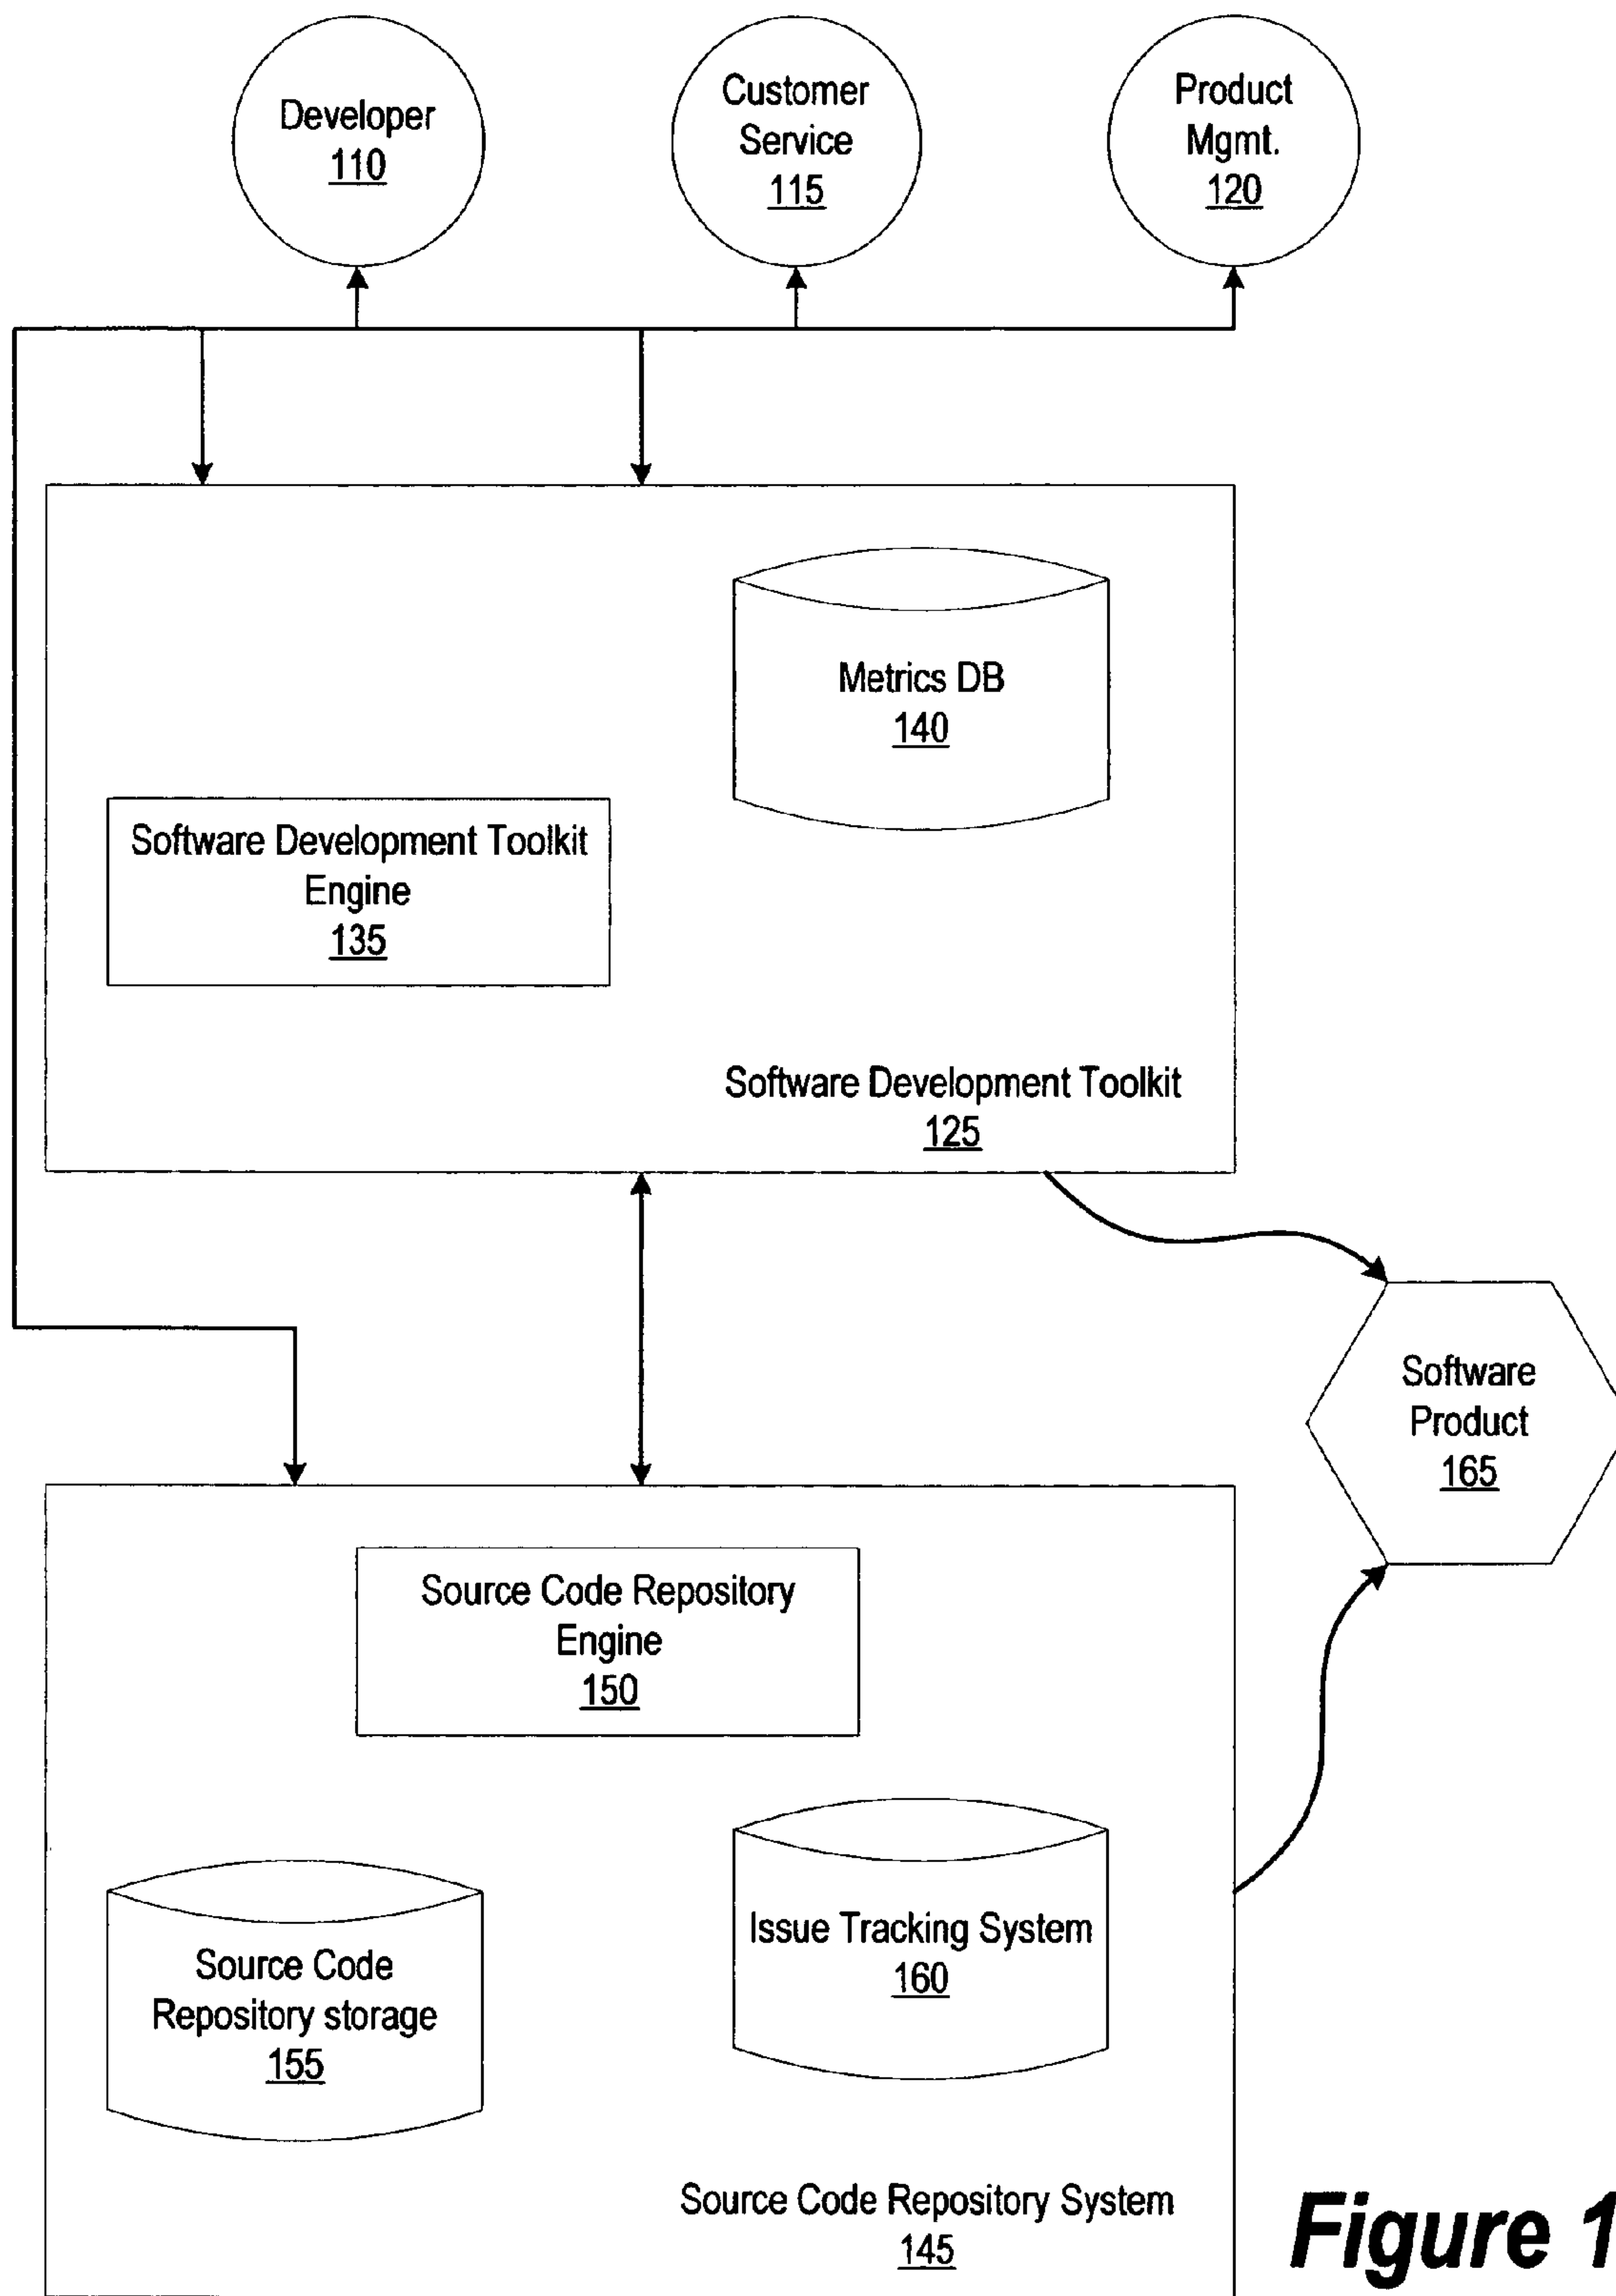 Developer
110
Customer
Service
115
Product
Mgmt.
120
Metrics DB
140
Software Development Toolkit
Engine
135
Software Development Toolkit
125
Software
Product
165
Source Code Repository
Engine
150
Issue Tracking System
160
Source Code
Repository storage
155
Source Code Repository System
145
Figure 1